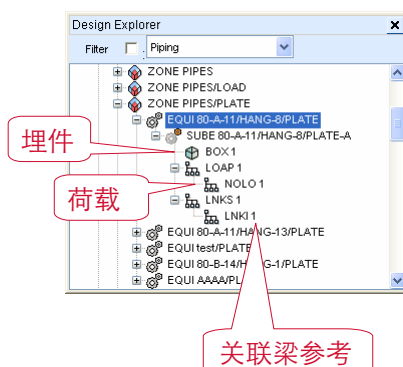 Design Explorer
Filter : Piping
ZONE PIPES
ZONE PIPES/LOAD
ZONE PIPES/PLATE
EQUI 80-A-11/HANG-8/PLATE
SUBE 80-A-11/HANG-8/PLATE-A
埋件
BOX 1
LOAP 1
荷载
NOLO 1
LNKS 1
LNKI 1
EQUI 80-A-11/HANG-13/PLATE
EQUI test/PLATE
EQUI 80-B-14/HANG-1/PLATE
EQUI AAAA/PL
关联梁参考